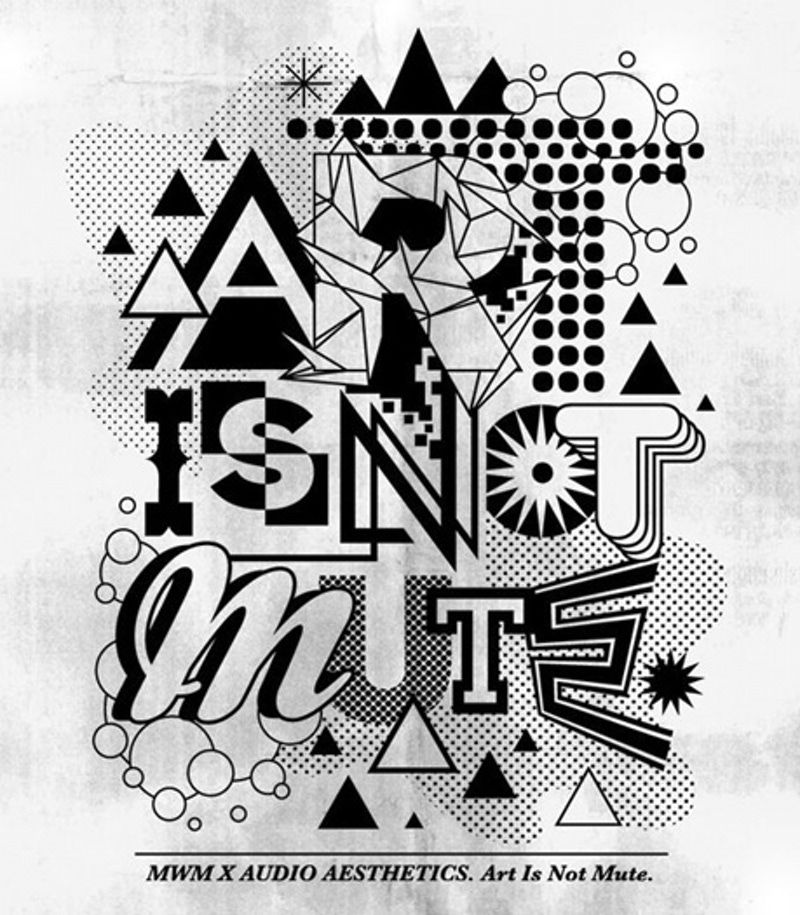 ART
IS NOT
MUTE
MWM X AUDIO AESTHETICS. Art Is Not Mute.